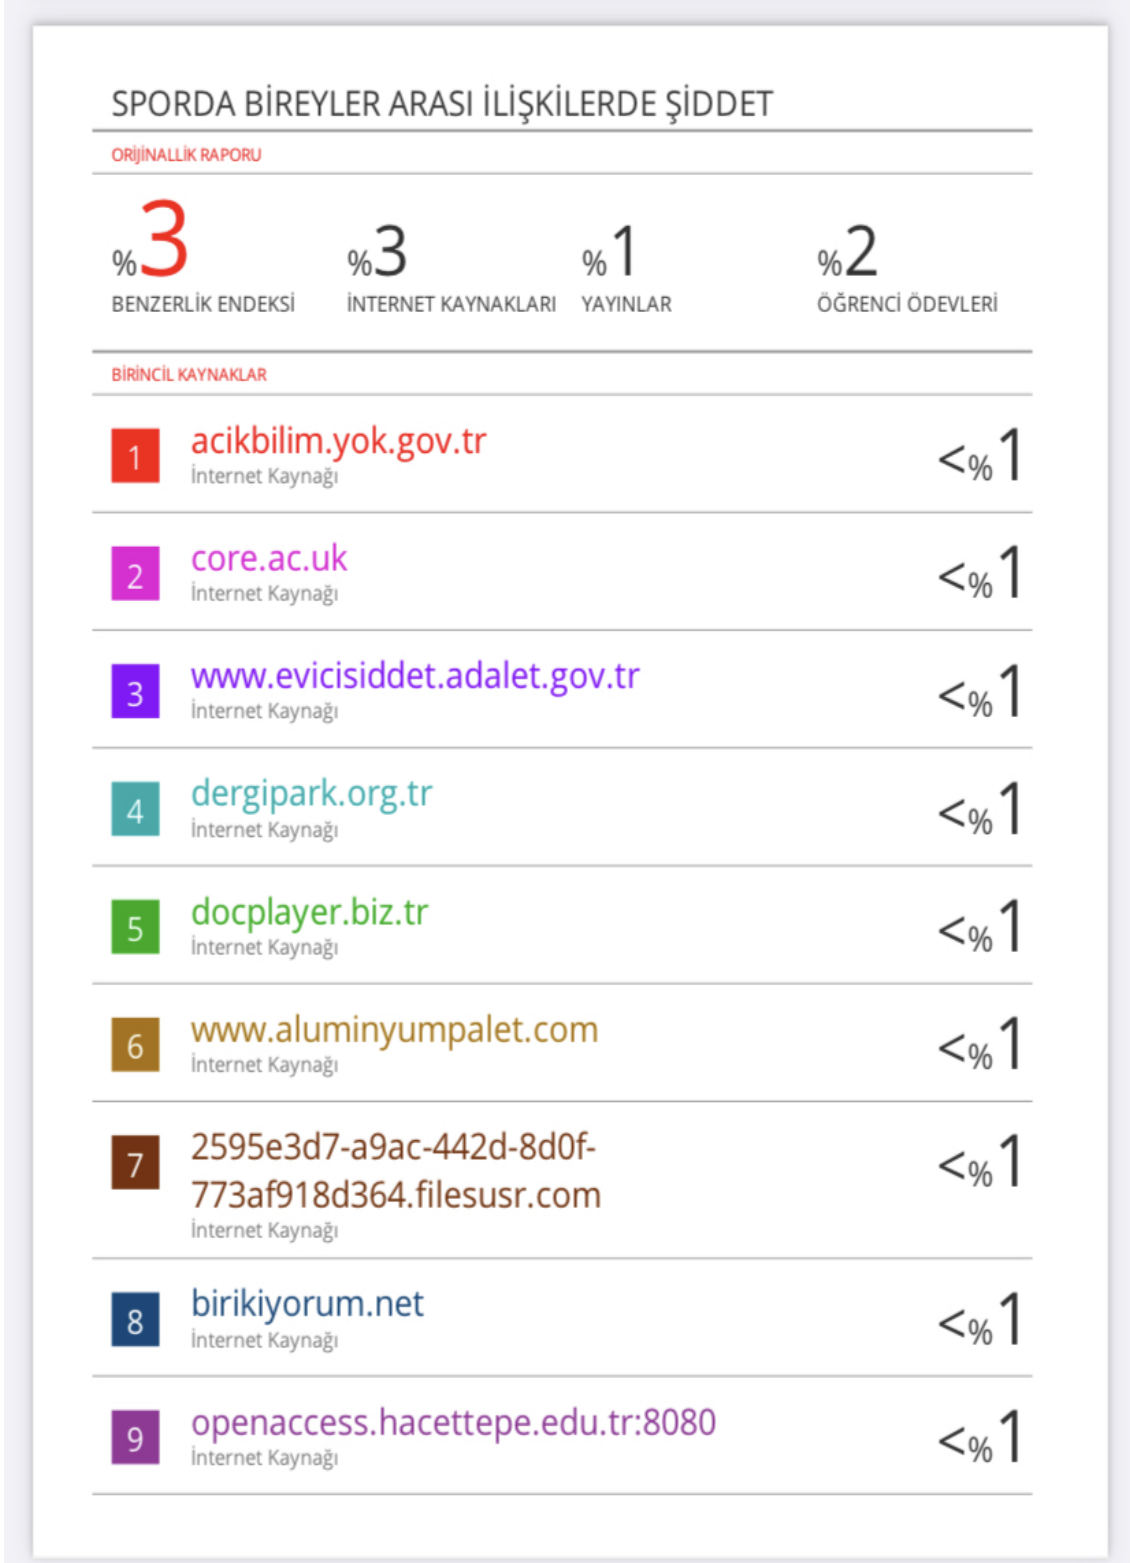 SPORDA BİREYLER ARASI İLİŞKİLERDE ŞİDDET
ORİJİNALLİK RAPORU
%3
%3
%1
%2
BENZERLİK ENDEKSİ
İNTERNET KAYNAKLARI
YAYINLAR
ÖĞRENCİ ÖDEVLERİ
BİRİNCİL KAYNAKLAR
1
acikbilim.yok.gov.tr
İnternet Kaynağı
<%1
2
core.ac.uk
İnternet Kaynağı
<%1
3
www.evicisiddet.adalet.gov.tr
İnternet Kaynağı
<%1
4
dergipark.org.tr
İnternet Kaynağı
<%1
5
docplayer.biz.tr
İnternet Kaynağı
<%1
6
www.aluminyumpalet.com
İnternet Kaynağı
<%1
7
2595e3d7-a9ac-442d-8d0f-
773af918d364.filesusr.com
İnternet Kaynağı
<%1
8
birikiyorum.net
İnternet Kaynağı
<%1
9
openaccess.hacettepe.edu.tr:8080
İnternet Kaynağı
<%1